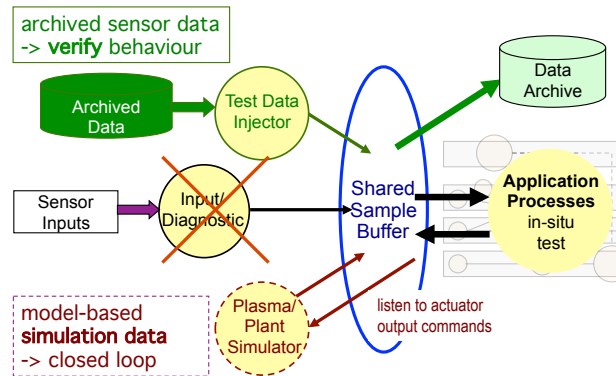 archived sensor data
-> verify behaviour
Archived
Data
Test Data
Injector
Data
Archive
Sensor
Inputs
Input/
Diagnostic
Shared
Sample
Buffer
Application
Processes
in-situ
test
model-based
simulation data
-> closed loop
Plasma/
Plant
Simulator
listen to actuator
output commands